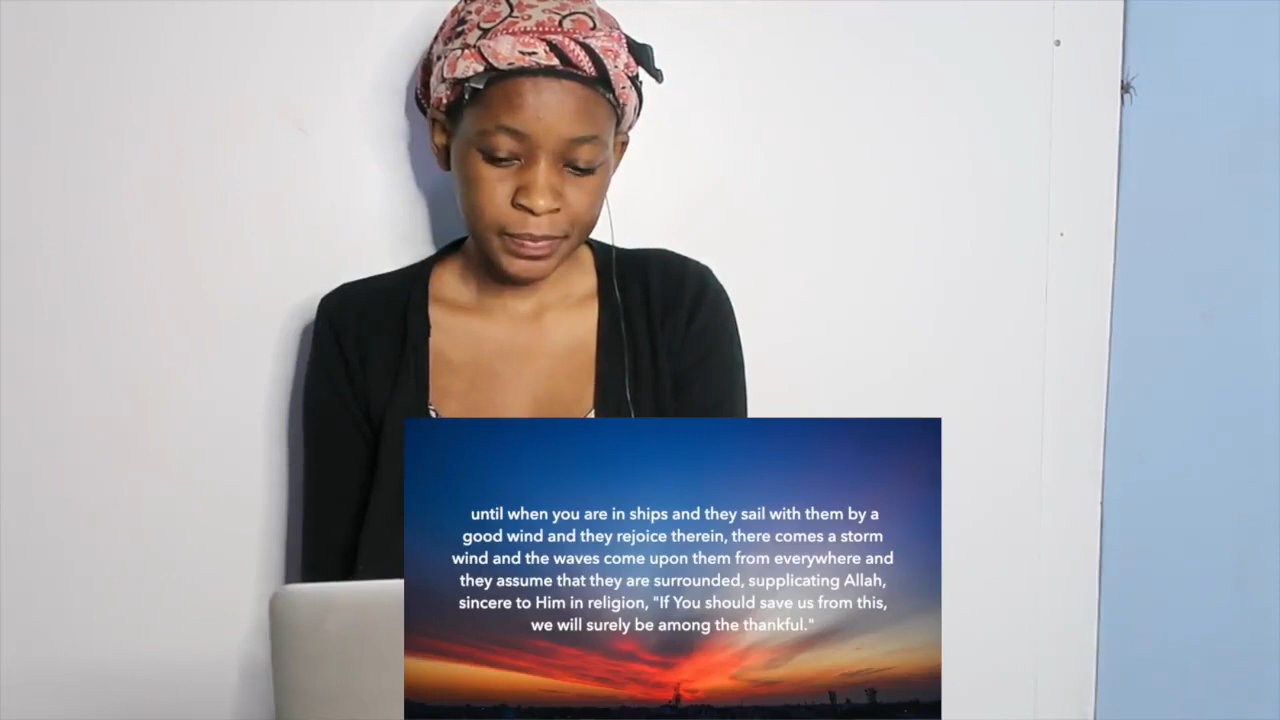 until when you are in ships and they sail with them by a
good wind and they rejoice therein, there comes a storm
wind and the waves come upon them from everywhere and
they assume that they are surrounded, supplicating Allah,
sincere to Him in religion, "If You should save us from this,
we will surely be among the thankful."